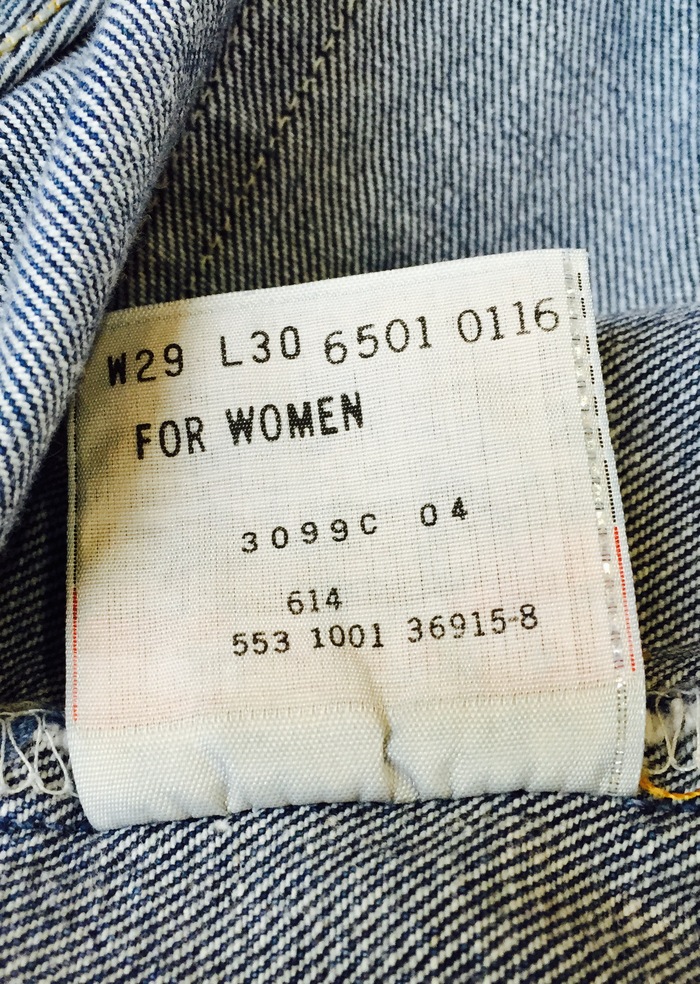 W29 L30 6501 0116
FOR WOMEN
3099C 04
614
553 1001 36915-8